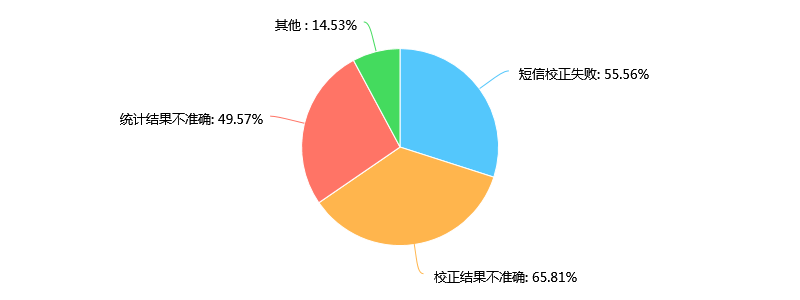 其他 : 14.53%
短信校正失败: 55.56%
统计结果不准确: 49.57%
校正结果不准确: 65.81%